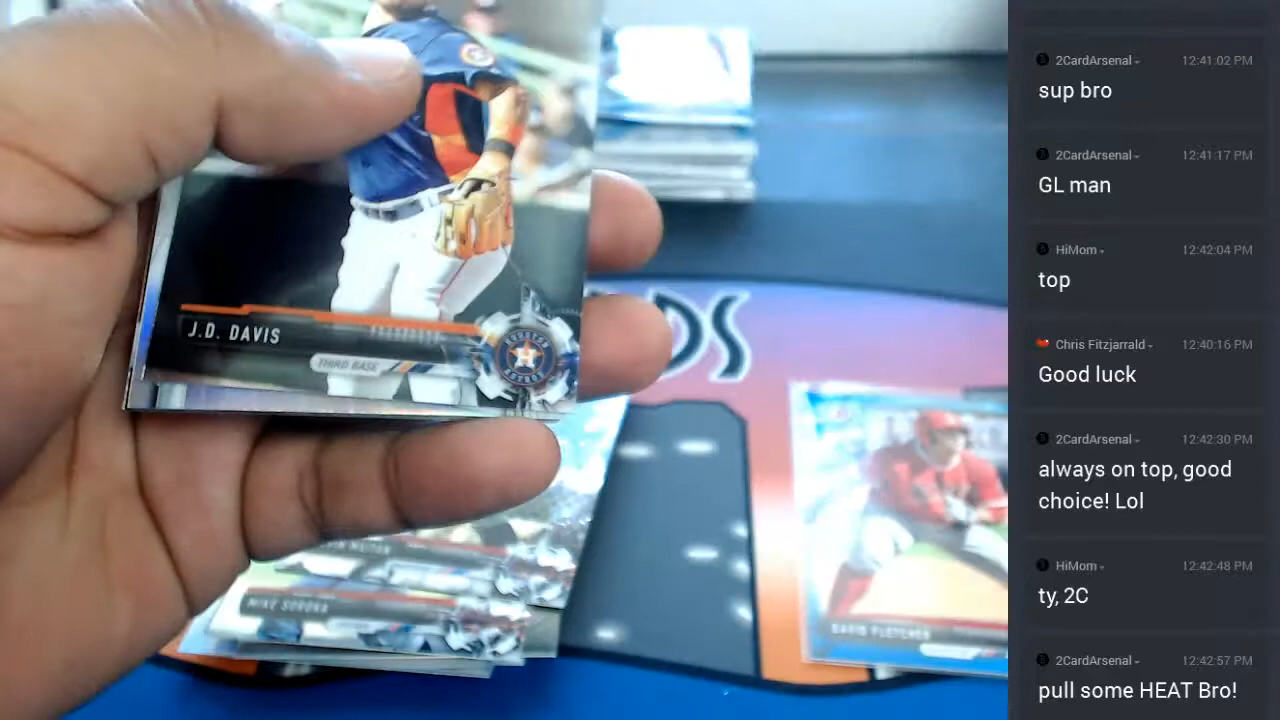 J.D. DAVIS
THIRD BASE
HOUSTON
H
ASTROS
DS
MIKE SOROKA
DAVID FLETCHER
2CardArsenal 12:41:02 PM
sup bro
2CardArsenal 12:41:17 PM
GL man
HiMom 12:42:04 PM
top
Chris Fitzjarrald 12:40:16 PM
Good luck
2CardArsenal 12:42:30 PM
always on top, good
choice! Lol
HiMom 12:42:48 PM
ty, 2C
2CardArsenal 12:42:57 PM
pull some HEAT Bro!